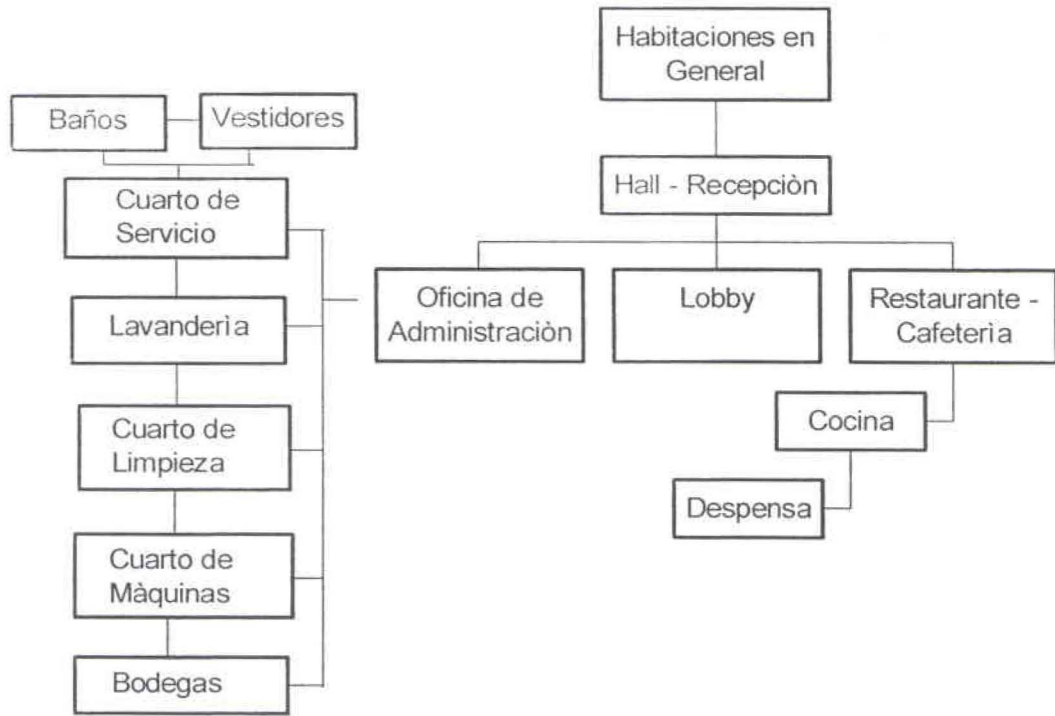 Habitaciones en
General
Baños
Vestidores
Hall - Recepciòn
Cuarto de
Servicio
Oficina de
Administraciòn
Lobby
Restaurante -
Cafeterìa
Lavanderìa
Cocina
Cuarto de
Limpieza
Despensa
Cuarto de
Màquinas
Bodegas